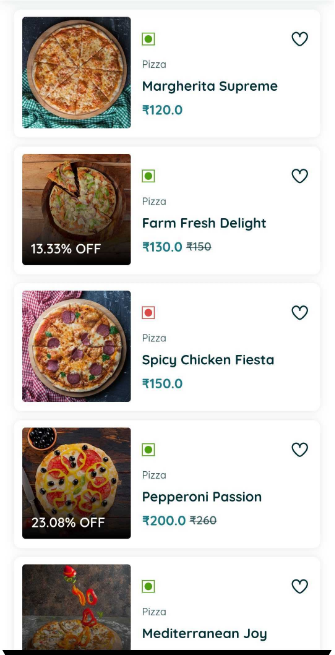 Pizza
Margherita Supreme
₹120.0
13.33% OFF
Pizza
Farm Fresh Delight
₹130.0 ₹150
Pizza
Spicy Chicken Fiesta
₹150.0
23.08% OFF
Pizza
Pepperoni Passion
₹200.0 ₹260
Pizza
Mediterranean Joy